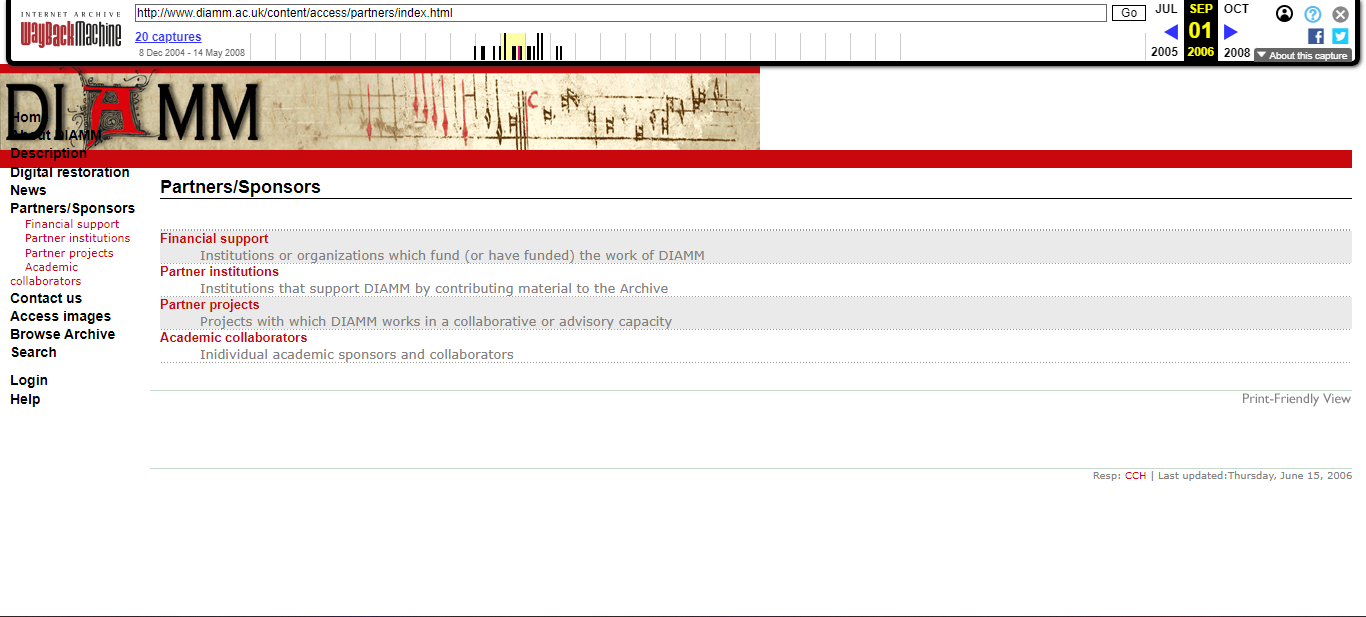 INTERNET ARCHIVE
WayBackMachine
http://www.diamm.ac.uk/content/access/partners/index.html
Go
20 captures
8 Dec 2004 - 14 May 2008
JUL SEP OCT
01
2005 2006 2008
About this capture
DIAMM
Hom
About DIAMM
Description
Digital restoration
News
Partners/Sponsors
Financial support
Partner institutions
Partner projects
Academic
collaborators
Contact us
Access images
Browse Archive
Search
Login
Help
Partners/Sponsors
Financial support
Institutions or organizations which fund (or have funded) the work of DIAMM
Partner institutions
Institutions that support DIAMM by contributing material to the Archive
Partner projects
Projects with which DIAMM works in a collaborative or advisory capacity
Academic collaborators
Inidividual academic sponsors and collaborators
Print-Friendly View
Resp: CCH | Last updated:Thursday, June 15, 2006